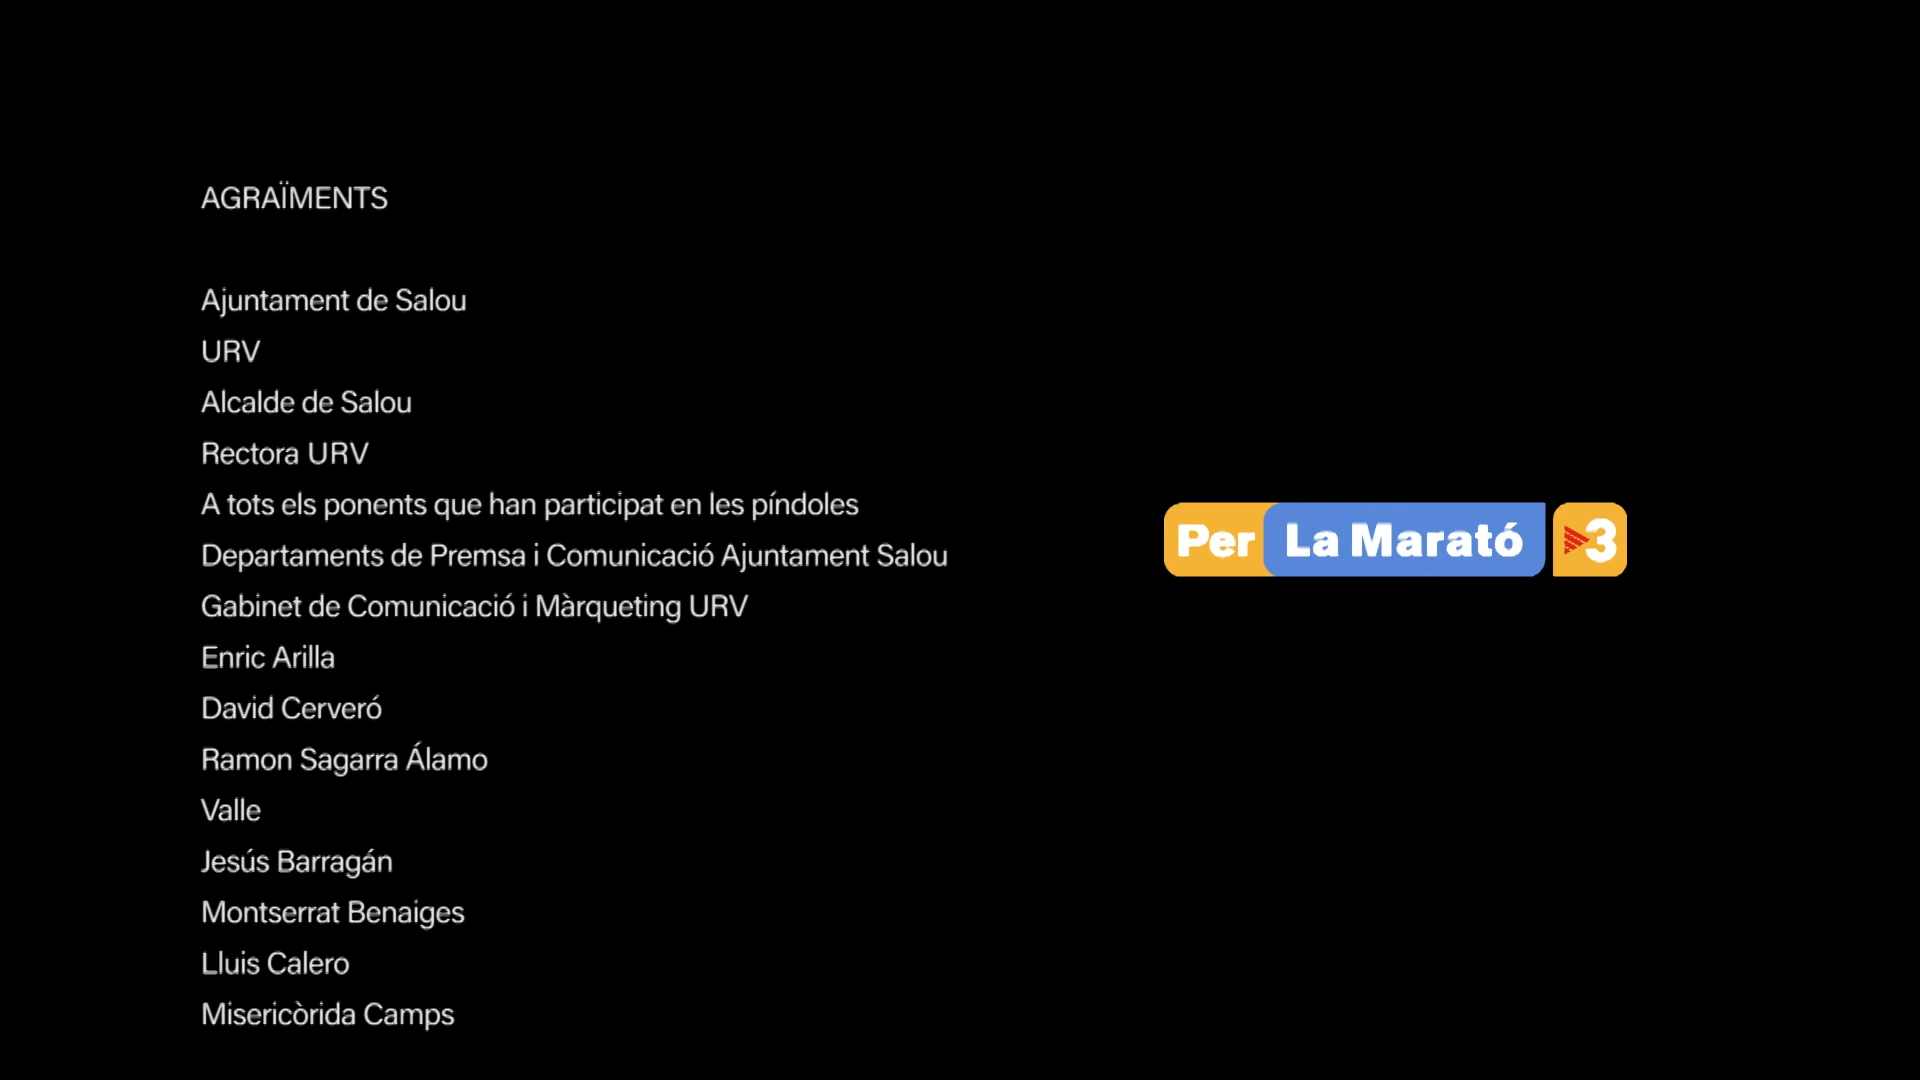 AGRAÏMENTS
Ajuntament de Salou
URV
Alcalde de Salou
Rectora URV
A tots els ponents que han participat en les píndoles
Departaments de Premsa i Comunicació Ajuntament Salou
Gabinet de Comunicació i Màrqueting URV
Enric Arilla
David Cerveró
Ramon Sagarra Álamo
Valle
Jesús Barragán
Montserrat Benaiges
Lluis Calero
Misericòrida Camps
Per La Marató 3